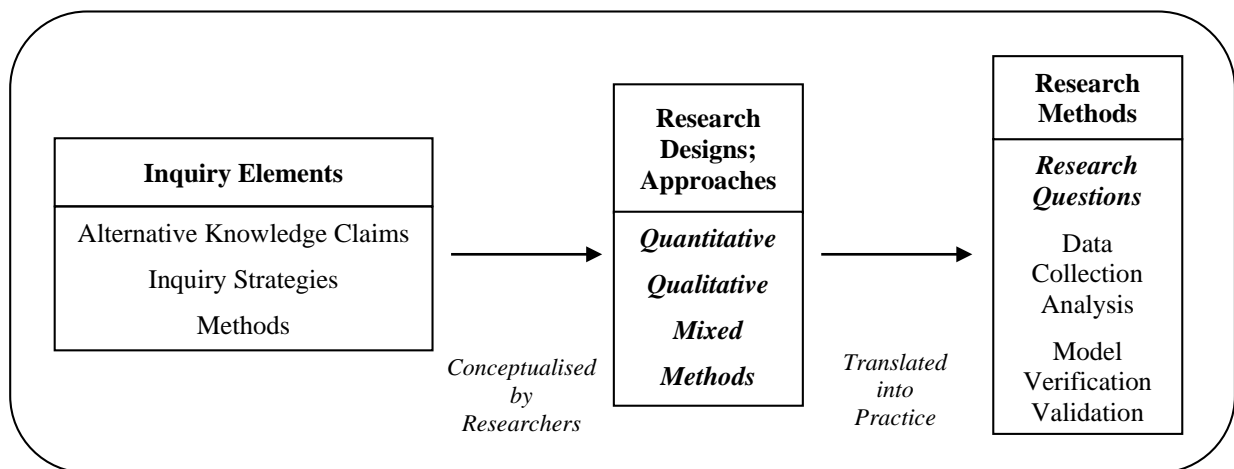 Inquiry Elements
Alternative Knowledge Claims
Inquiry Strategies
Methods
Conceptualised
by
Researchers
Research
Designs;
Approaches
Quantitative
Qualitative
Mixed
Methods
Translated
into
Practice
Research
Methods
Research
Questions
Data
Collection
Analysis
Model
Verification
Validation